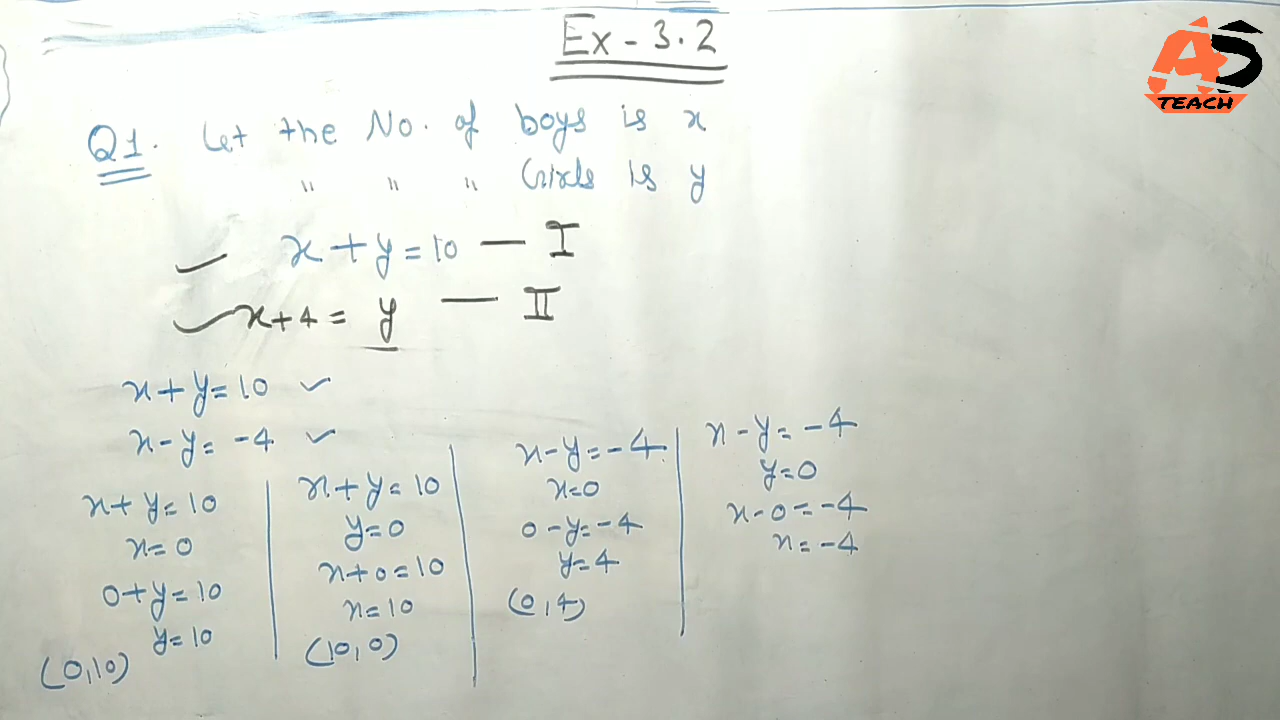 Ex - 3.2
AS
TEACH
Q1. Let the No. of boys is x
" " " Girls is y
x + y = 10 — I
x + 4 = y — II
x + y = 10
x - y = -4
x + y = 10
x = 0
0 + y = 10
y = 10
(0,10)
x + y = 10
y = 0
x + 0 = 10
x = 10
(10,0)
x - y = -4
x = 0
0 - y = -4
y = 4
(0,4)
x - y = -4
y = 0
x - 0 = -4
x = -4